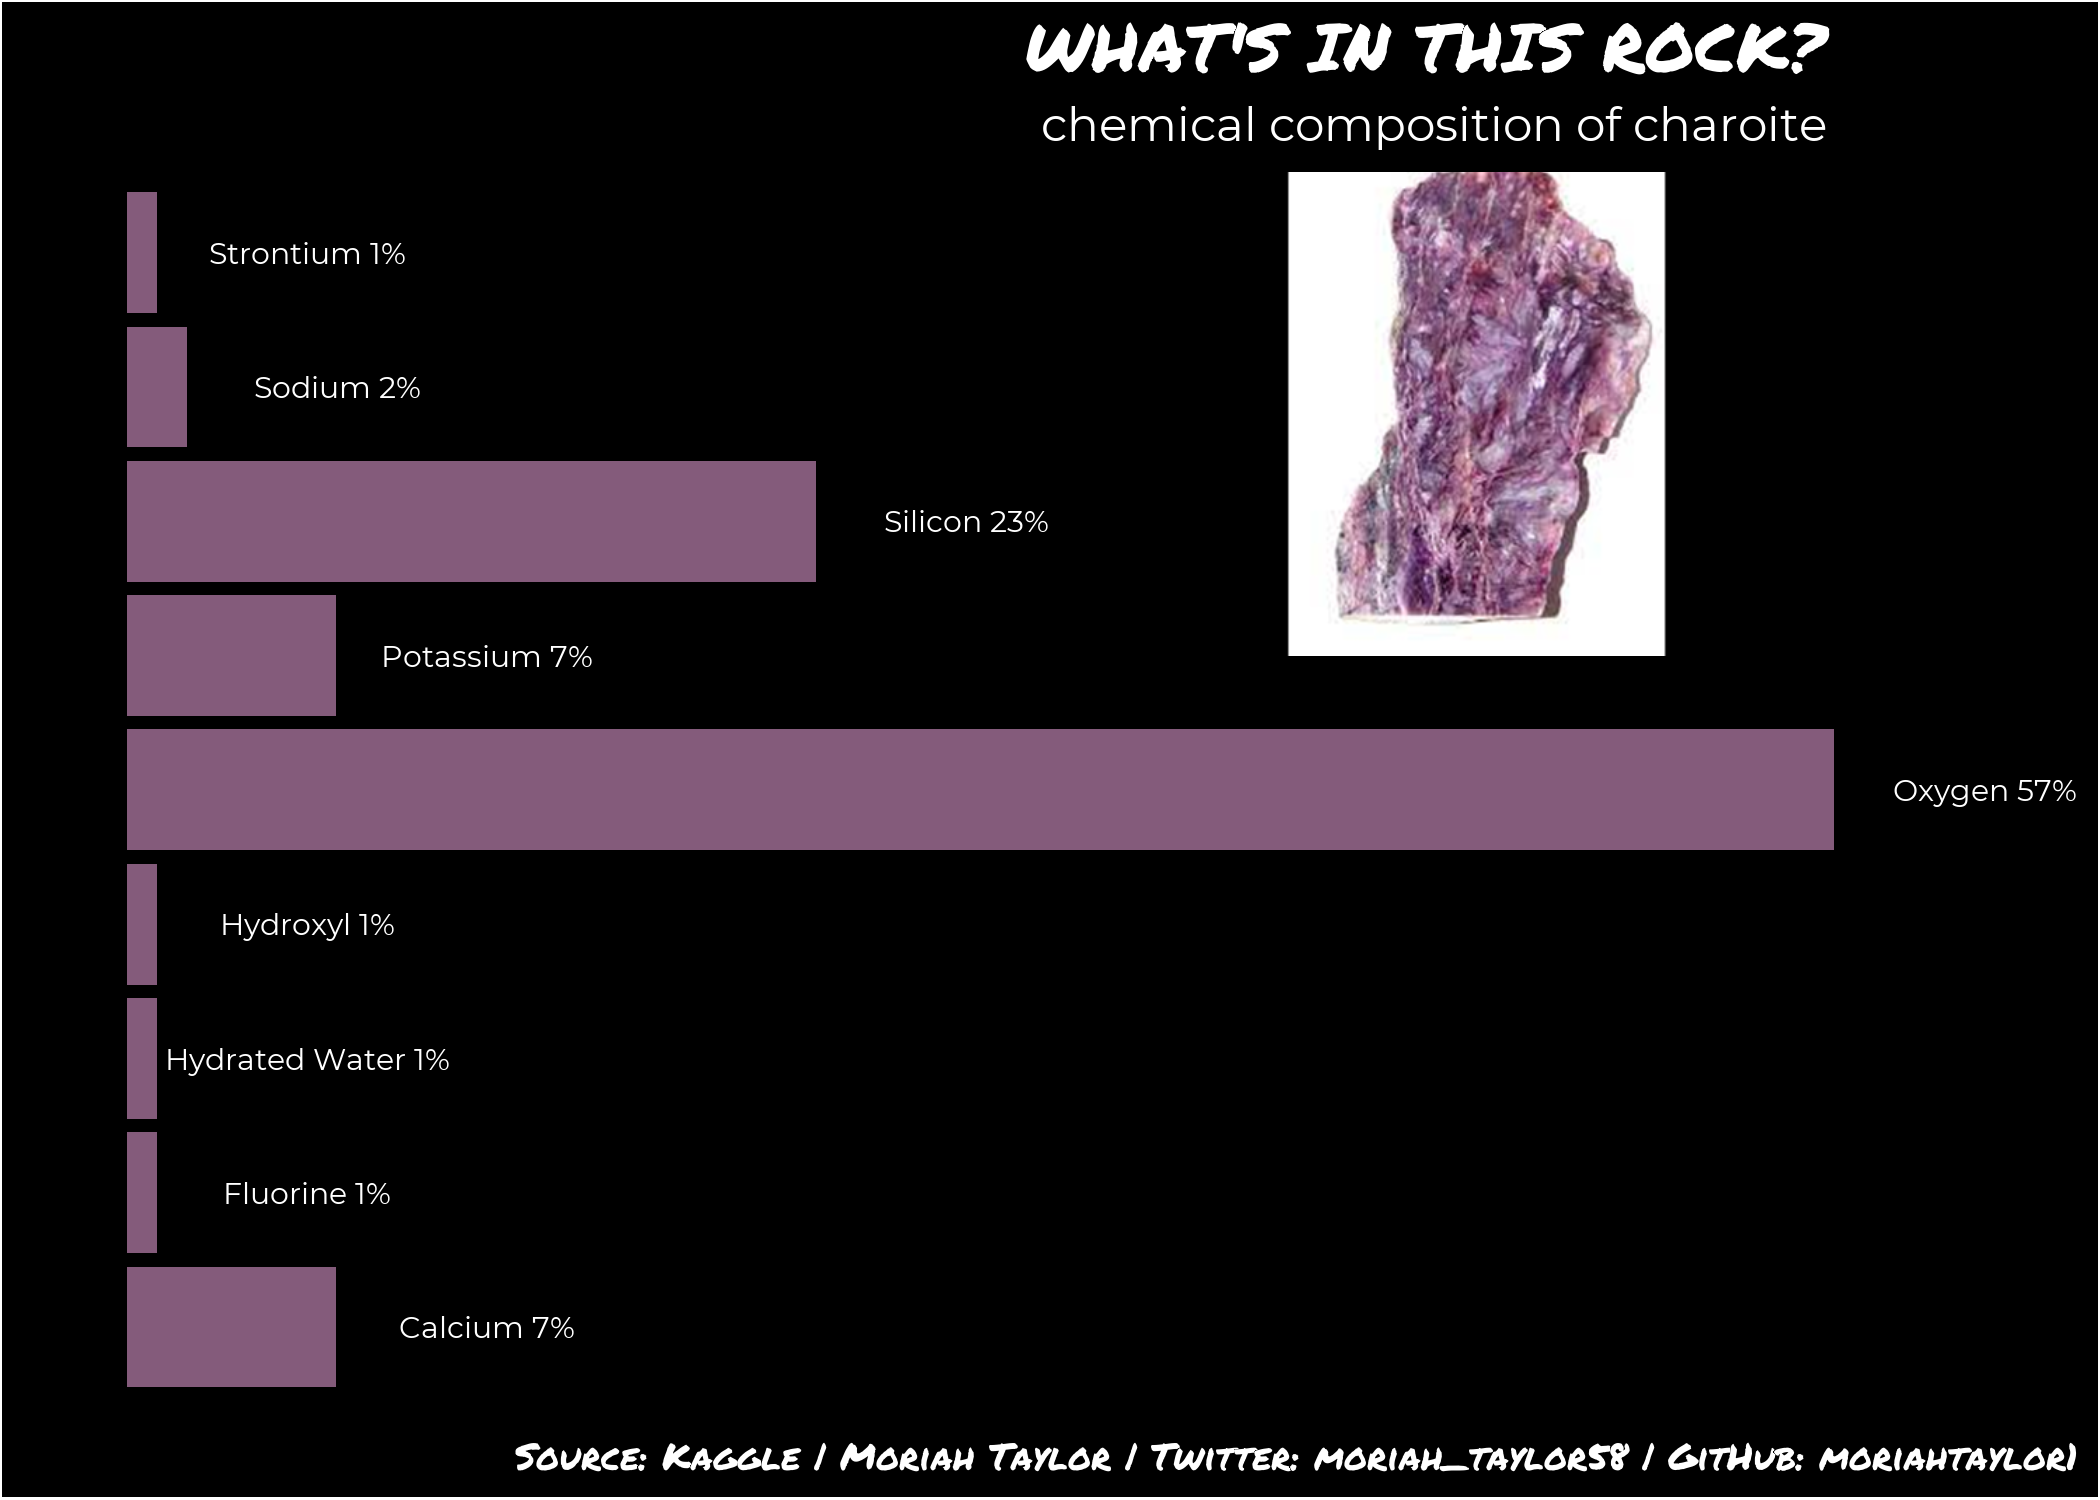 WHAT'S IN THIS ROCK?
chemical composition of charoite
Strontium 1%
Sodium 2%
Silicon 23%
Potassium 7%
Oxygen 57%
Hydroxyl 1%
Hydrated Water 1%
Fluorine 1%
Calcium 7%
Source: Kaggle | Moriah Taylor | Twitter: moriah_taylor58 | GitHub: moriahtaylor1